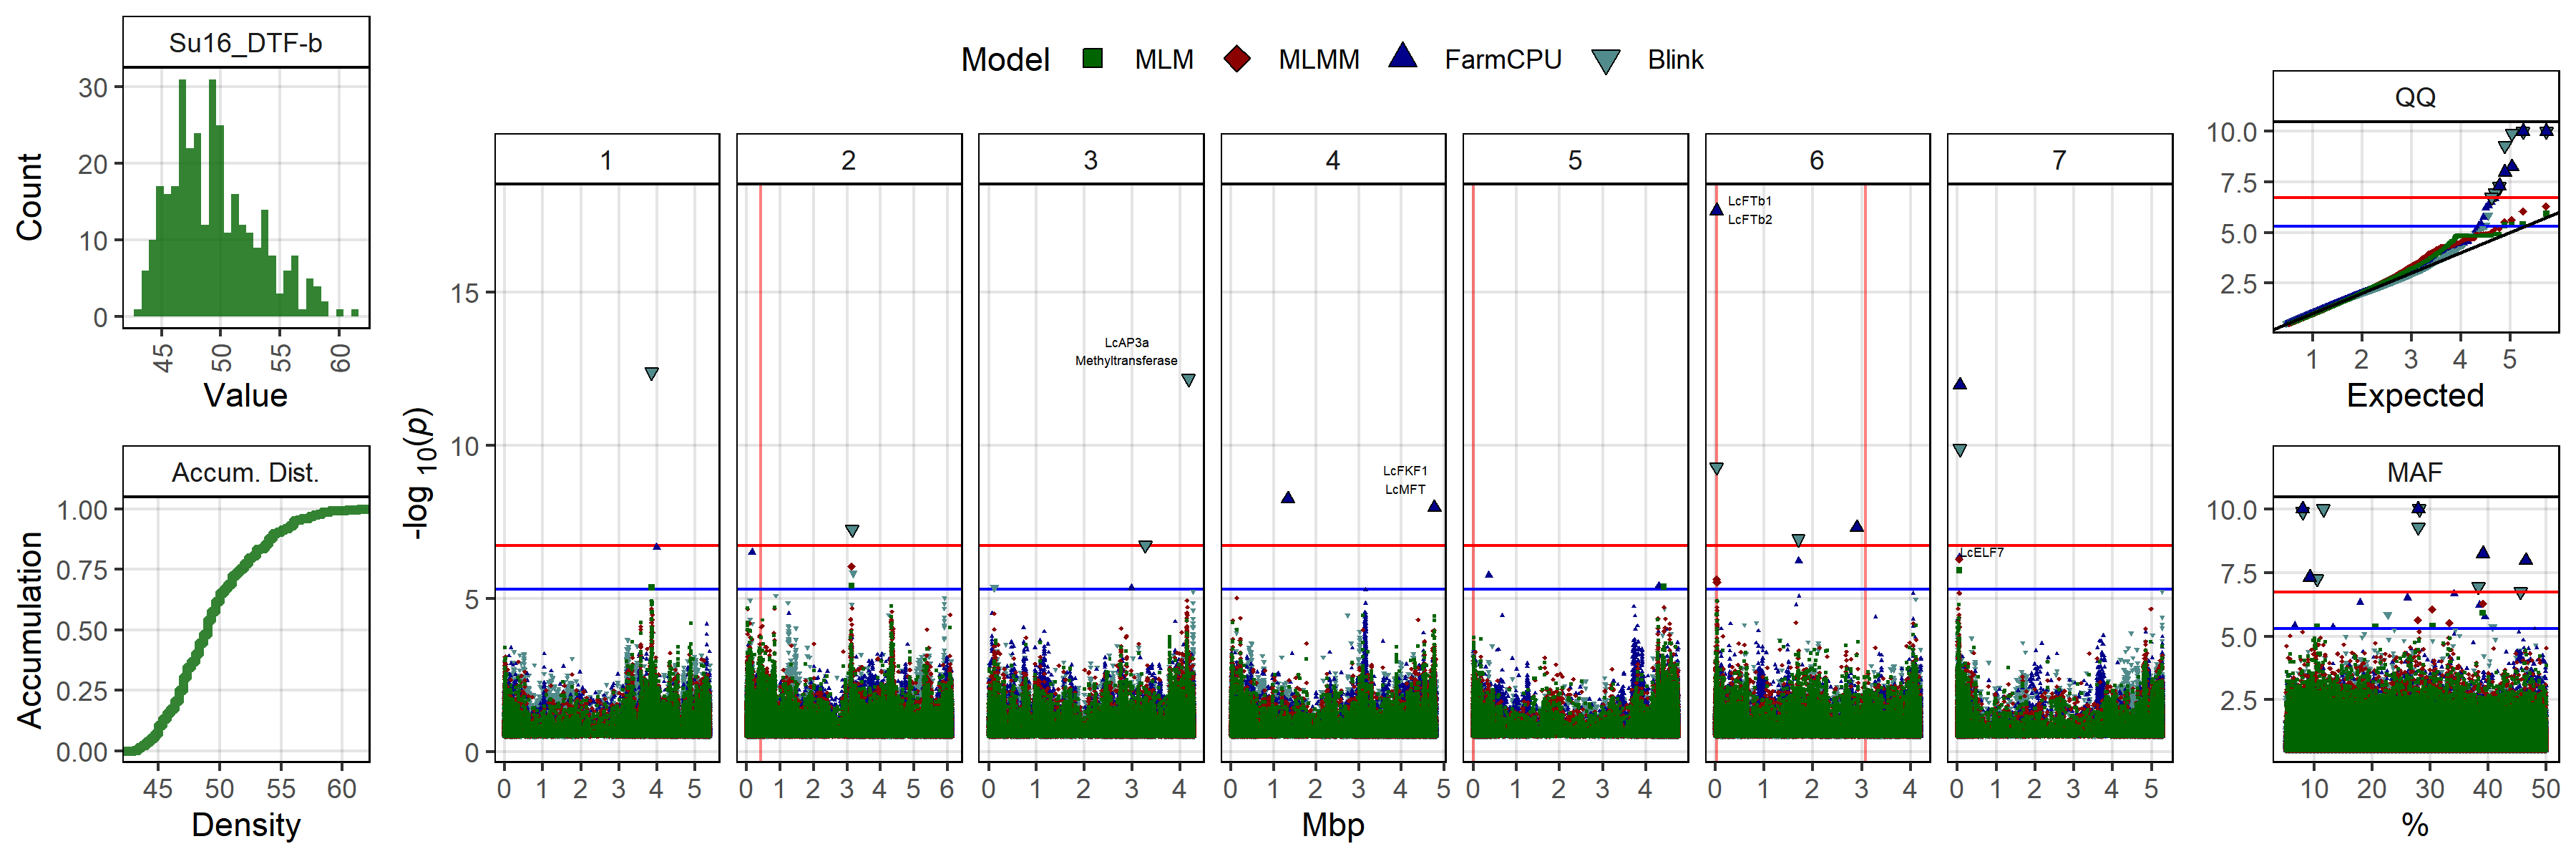 Su16_DTF-b
30
20
10
0
Count
45
50
55
60
Value
Accum. Dist.
1.00
0.75
0.50
0.25
0.00
Accumulation
45
50
55
60
Density
Model MLM MLMM FarmCPU Blink
1 2 3 4 5 6 7
15
10
5
0
-log 10(p)
LcAP3a
Methyltransferase
LcFKF1
LcMFT
LcFTb1
LcFTb2
LcELF7
0 1 2 3 4 5
0 1 2 3 4 5 6
0 1 2 3 4
0 1 2 3 4 5
0 1 2 3 4
0 1 2 3 4
0 1 2 3 4 5
Mbp
QQ
10.0
7.5
5.0
2.5
1 2 3 4 5
Expected
MAF
10.0
7.5
5.0
2.5
10 20 30 40 50
%